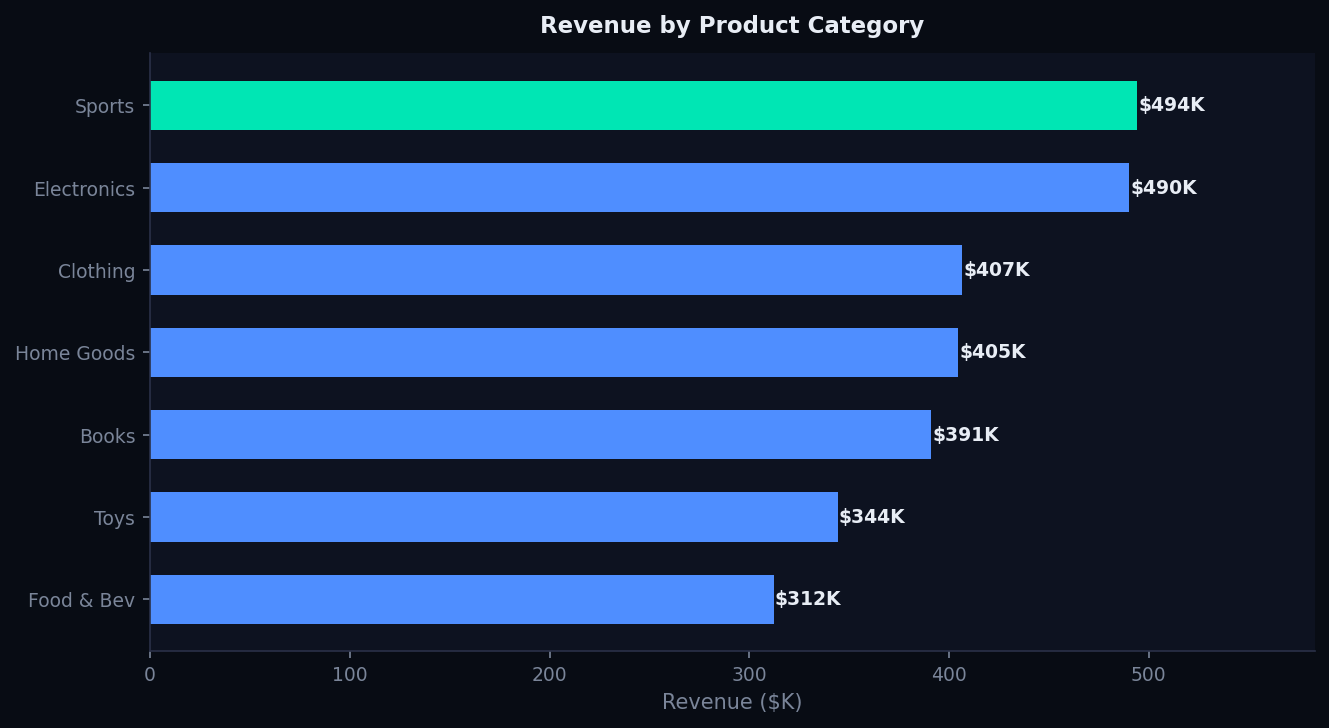 Revenue by Product Category
Sports $494K
Electronics $490K
Clothing $407K
Home Goods $405K
Books $391K
Toys $344K
Food & Bev $312K
0 100 200 300 400 500
Revenue ($K)